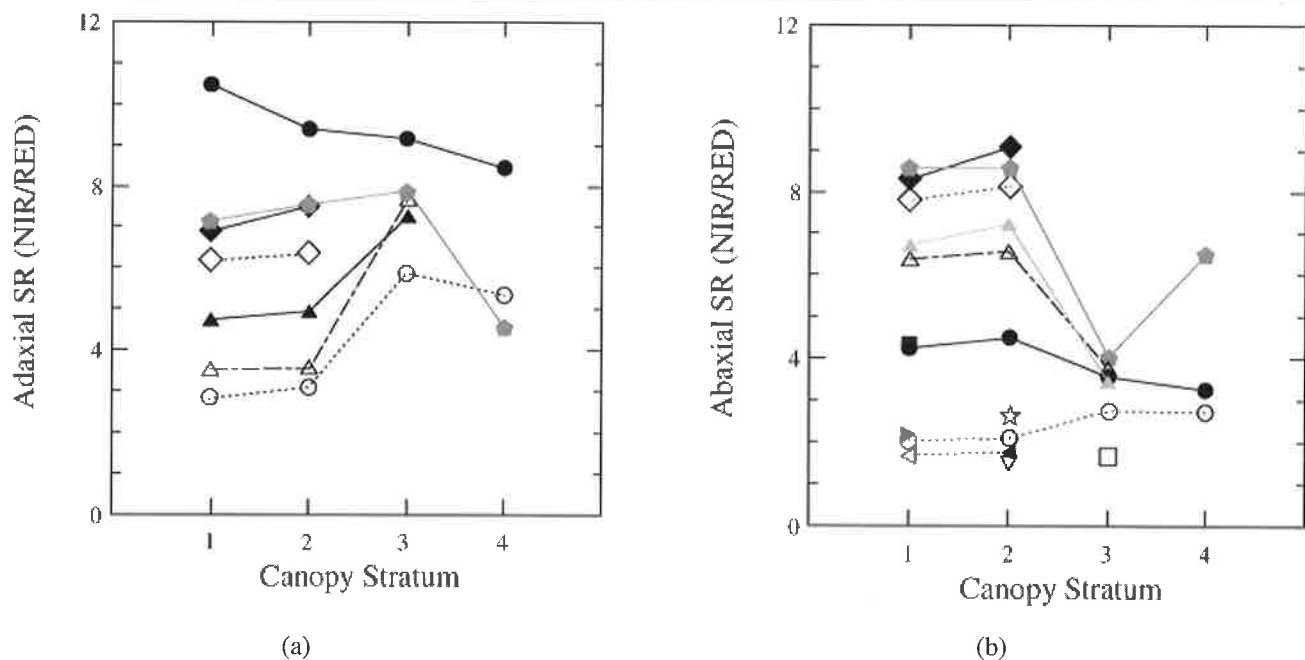 12
8
4
0
Adaxial SR (NIR/RED)
1 2 3 4
Canopy Stratum
(a)
12
8
4
0
Abaxial SR (NIR/RED)
1 2 3 4
Canopy Stratum
(b)